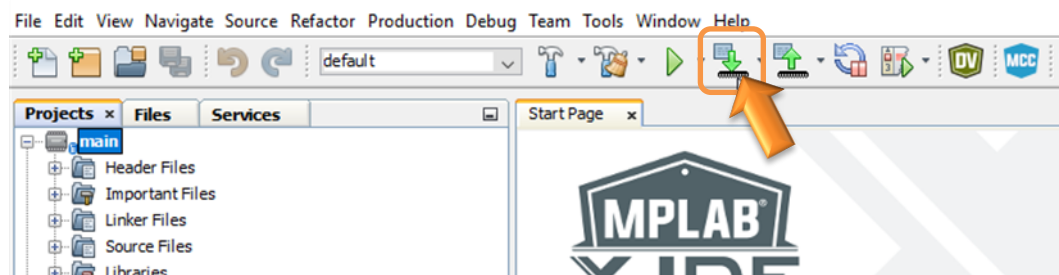 File Edit View Navigate Source Refactor Production Debug Team Tools Window Help
default
DV
MCC
Projects x Files Services
Start Page x
main
Header Files
Important Files
Linker Files
Source Files
Libraries
MPLAB®
X IDE